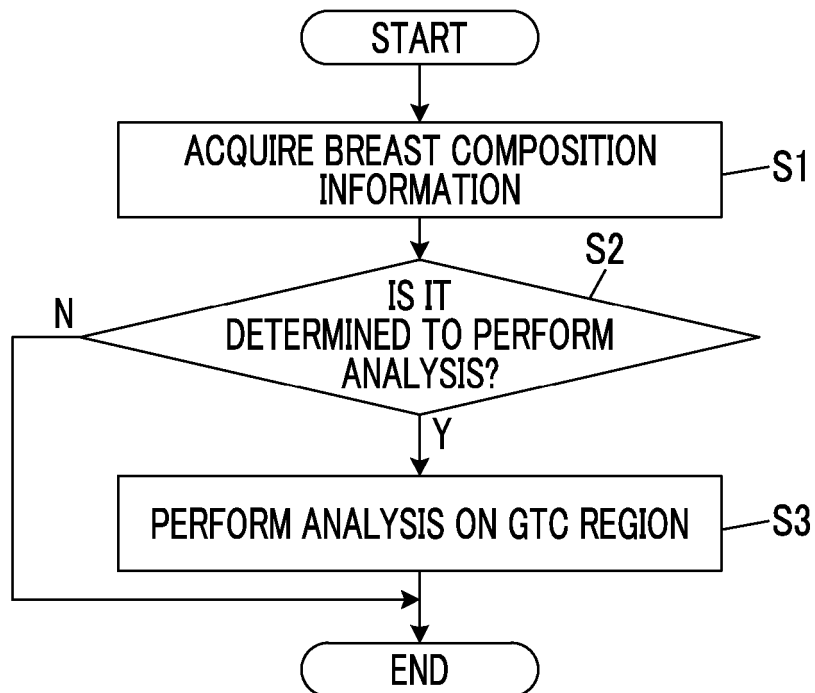 START
ACQUIRE BREAST COMPOSITION
INFORMATION
S1
S2
IS IT
DETERMINED TO PERFORM
ANALYSIS?
N
Y
PERFORM ANALYSIS ON GTC REGION
S3
END